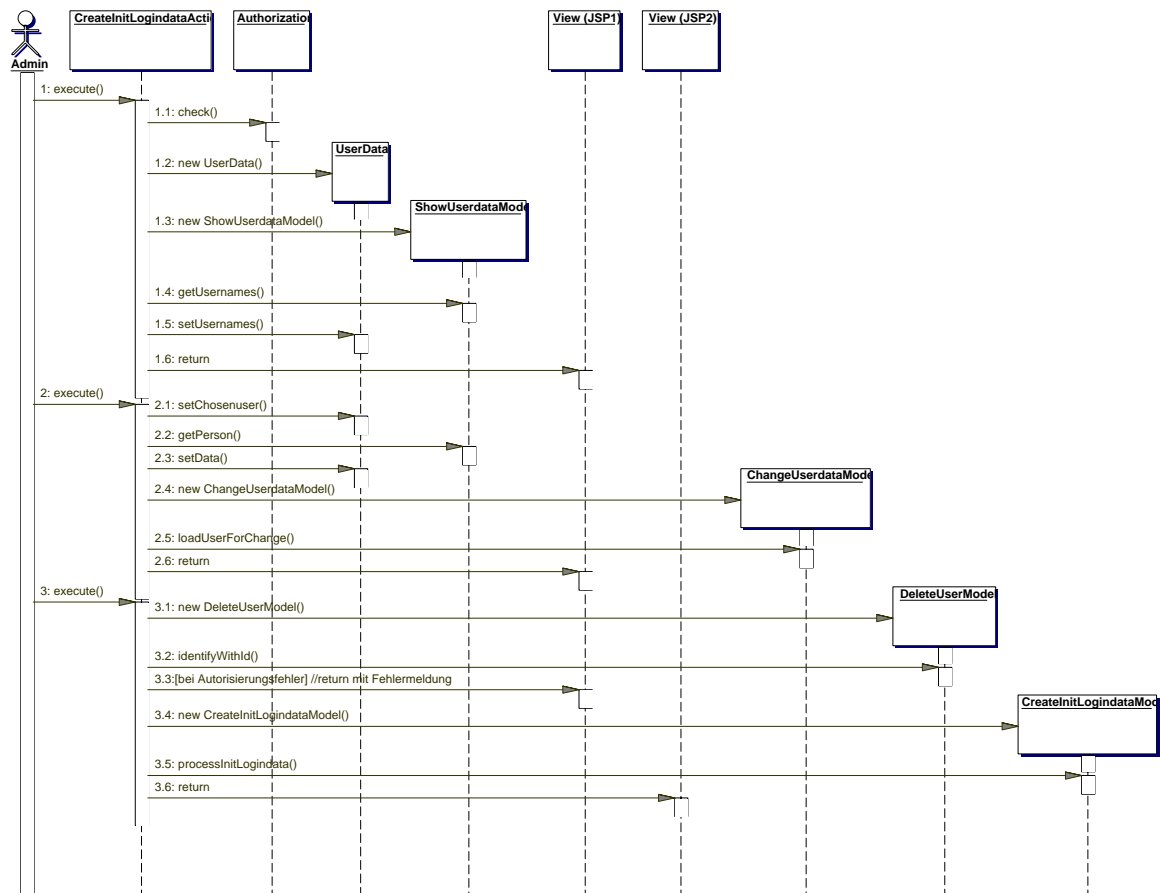 CreateInitLogindataActi
Authorization
View (JSP1)
View (JSP2)
Admin
1: execute()
1.1: check()
UserData
1.2: new UserData()
ShowUserdataMode
1.3: new ShowUserdataModel()
1.4: getUsernames()
1.5: setUsernames()
1.6: return
2: execute()
2.1: setChosenuser()
2.2: getPerson()
2.3: setData()
ChangeUserdataMode
2.4: new ChangeUserdataModel()
2.5: loadUserForChange()
2.6: return
3: execute()
DeleteUserModel
3.1: new DeleteUserModel()
3.2: identifyWithId()
3.3:[bei Autorisierungsfehler] //return mit Fehlermeldung
CreateInitLogindataMod
3.4: new CreateInitLogindataModel()
3.5: processInitLogindata()
3.6: return